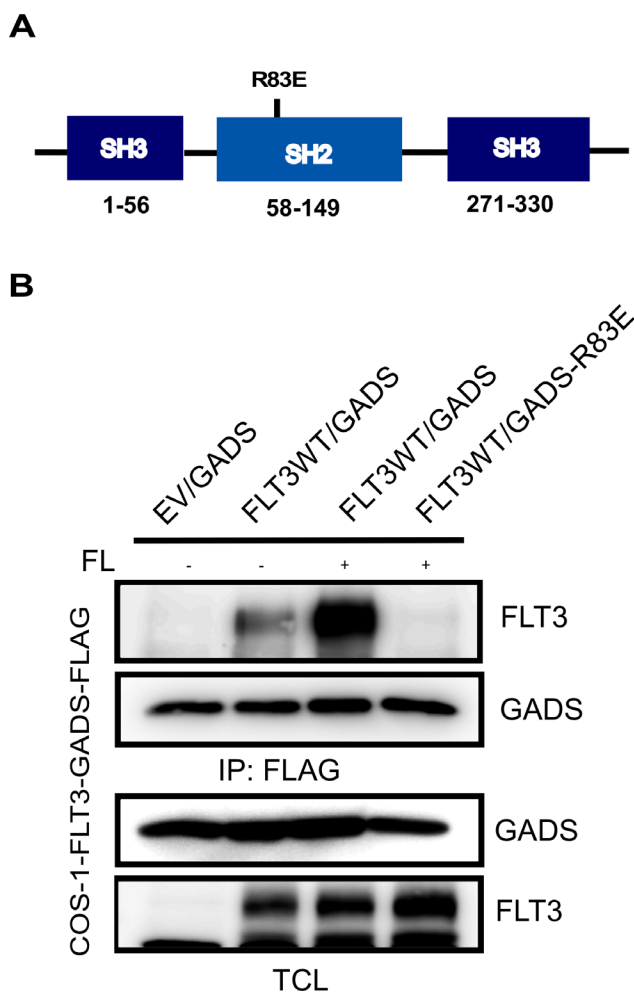 A
R83E
SH3 SH2 SH3
1-56 58-149 271-330
B
EV/GADS
FLT3WT/GADS
FLT3WT/GADS
FLT3WT/GADS-R83E
FL - - + +
FLT3
GADS
IP: FLAG
GADS
FLT3
TCL
COS-1-FLT3-GADS-FLAG